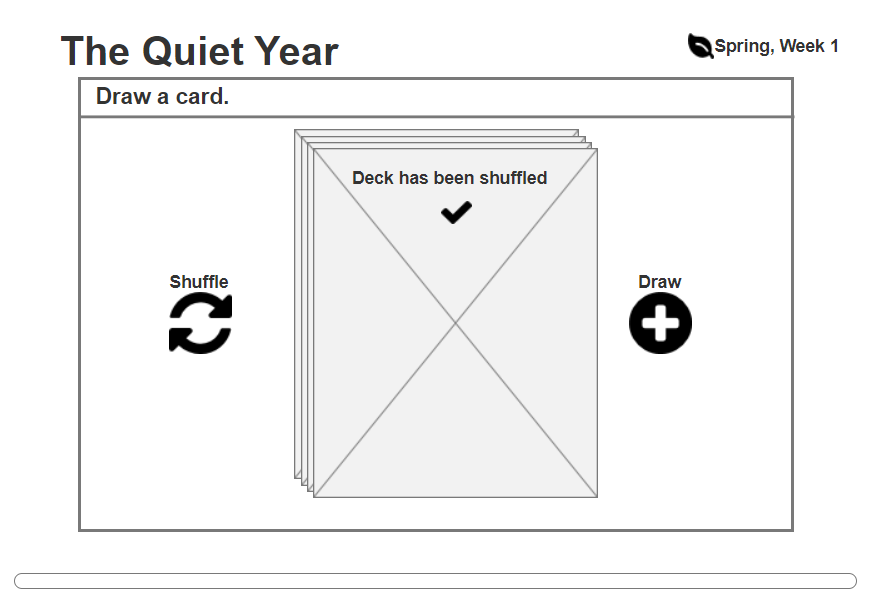 The Quiet Year
Spring, Week 1
Draw a card.
Deck has been shuffled
Shuffle
Draw